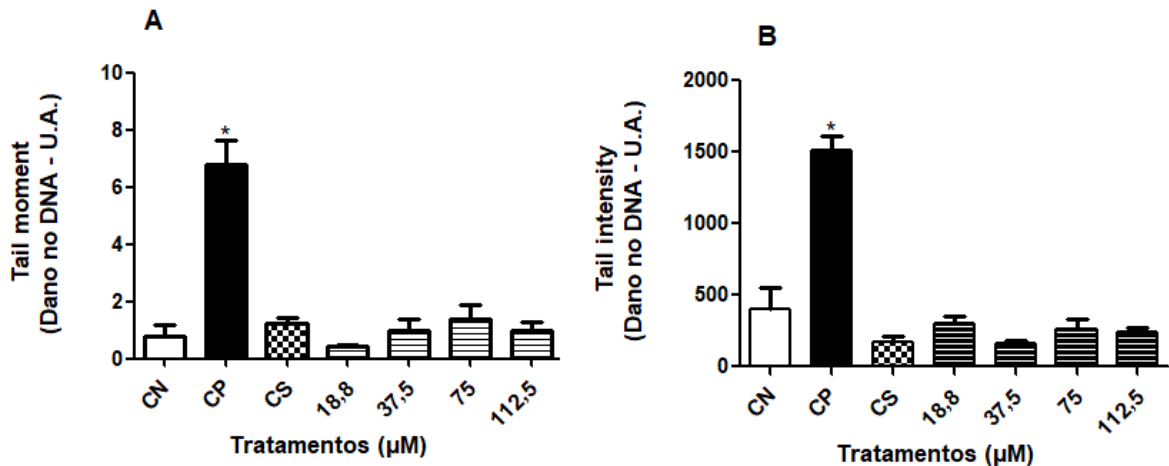 A
Tail moment
(Dano no DNA - U.A.)
10
8
6
4
2
0
*
CN
CP
CS
18,8
37,5
75
112,5
Tratamentos (µM)
B
Tail intensity
(Dano no DNA - U.A.)
2000
1500
1000
500
0
*
CN
CP
CS
18,8
37,5
75
112,5
Tratamentos (µM)